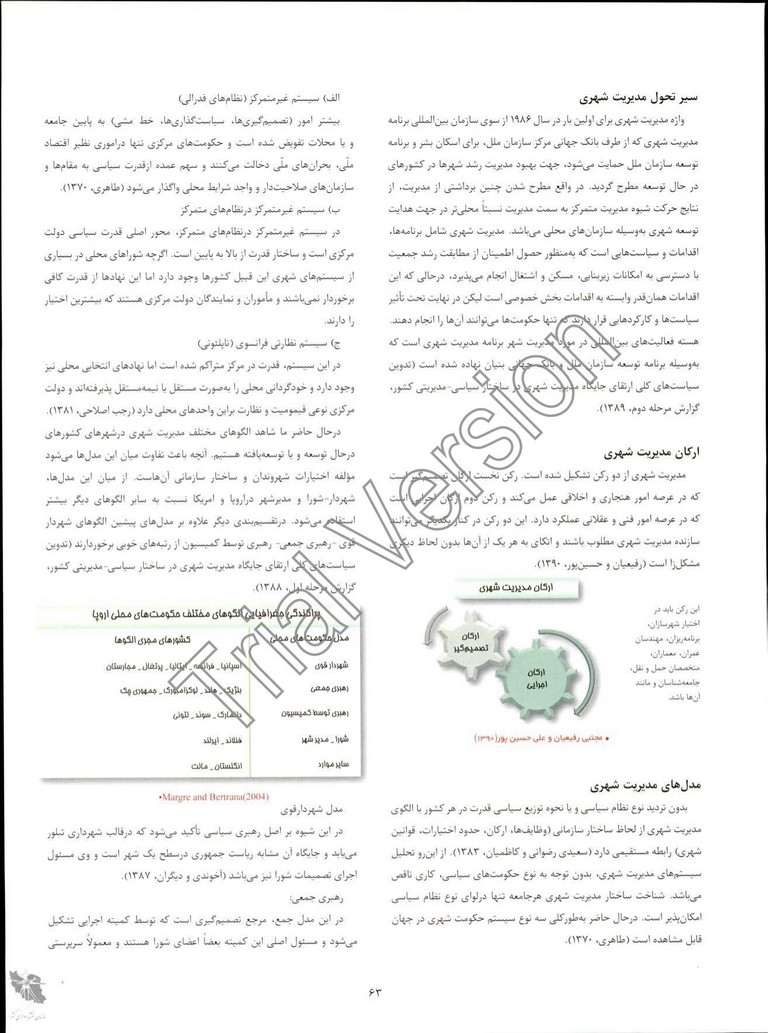 سیر تحول مدیریت شهری
واژه مدیریت شهری برای اولین بار در سال ۱۹۸۶ از سوی سازمان بین‌المللی برنامه
مدیریت شهری که از طرف بانک جهانی مرکز سازمان ملل، برای اسکان بشر و برنامه
توسعه سازمان ملل حمایت می‌شود، جهت بهبود مدیریت رشد شهرها در کشورهای
در حال توسعه مطرح گردید. در واقع مطرح شدن چنین برداشتی از مدیریت، از
نتایج حرکت شیوه مدیریت متمرکز به سمت مدیریت نسبتاً محلی‌تر در جهت هدایت
توسعه شهری به‌وسیله سازمان‌های محلی می‌باشد. مدیریت شهری شامل برنامه‌ها،
اقدامات و سیاست‌هایی است که به‌منظور حصول اطمینان از مطابقت رشد جمعیت
با دسترسی به امکانات زیربنایی، مسکن و اشتغال انجام می‌پذیرد، درحالی که این
اقدامات همان‌قدر وابسته به اقدامات بخش خصوصی است لیکن در نهایت تحت تأثیر
سیاست‌ها و کارکردهایی قرار دارند که تنها حکومت‌ها می‌توانند آن‌ها را انجام دهند.
هسته فعالیت‌های بین‌المللی در مورد مدیریت شهر برنامه مدیریت شهری است که
به‌وسیله برنامه توسعه سازمان ملل و بانک جهانی بنیان نهاده شده است (تدوین
سیاست‌های کلی ارتقای جایگاه مدیریت شهری در ساختار سیاسی-مدیریتی کشور،
گزارش مرحله دوم، ۱۳۸۹).
ارکان مدیریت شهری
مدیریت شهری از دو رکن تشکیل شده است. رکن نخست ارکان تصمیم‌گیر است
که در عرصه امور هنجاری و اخلاقی عمل می‌کند و رکن دوم ارکان اجرایی است
که در عرصه امور فنی و عقلانی عملکرد دارد. این دو رکن در کنار یکدیگر می‌توانند
سازنده مدیریت شهری مطلوب باشند و اتکای به هر یک از آن‌ها بدون لحاظ دیگری
مشکل‌زا است (رفیعیان و حسین‌پور، ۱۳۹۰).
ارکان مدیریت شهری
این رکن باید در
اختیار شهرسازان،
برنامه‌ریزان، مهندسان
عمران، معماران،
متخصصان حمل و نقل،
جامعه‌شناسان و مانند
آن‌ها باشد.
ارکان
تصمیم‌گیر
ارکان
اجرایی
• مجتبی رفیعیان و علی حسین پور(۱۳۹۰)
مدل‌های مدیریت شهری
بدون تردید نوع نظام سیاسی و یا نحوه توزیع سیاسی قدرت در هر کشور با الگوی
مدیریت شهری از لحاظ ساختار سازمانی (وظایف‌ها، ارکان، حدود اختیارات، قوانین
شهری) رابطه مستقیمی دارد (سعیدی رضوانی و کاظمیان، ۱۳۸۳). از این‌رو تحلیل
سیستم‌های مدیریت شهری، بدون توجه به نوع حکومت‌های سیاسی، کاری ناقص
می‌باشد. شناخت ساختار مدیریت شهری هرجامعه تنها درلوای نوع نظام سیاسی
امکان‌پذیر است. درحال حاضر به‌طورکلی سه نوع سیستم حکومت شهری در جهان
قابل مشاهده است (طاهری، ۱۳۷۰).
الف) سیستم غیرمتمرکز (نظام‌های فدرالی)
بیشتر امور (تصمیم‌گیری‌ها، سیاست‌گذاری‌ها، خط مشی) به پایین جامعه
و یا محلات تفویض شده است و حکومت‌های مرکزی تنها دراموری نظیر اقتصاد
ملّی، بحران‌های ملّی دخالت می‌کنند و سهم عمده ازقدرت سیاسی به مقام‌ها و
سازمان‌های صلاحیت‌دار و واجد شرایط محلی واگذار می‌شود (طاهری، ۱۳۷۰).
ب) سیستم غیرمتمرکز درنظام‌های متمرکز
در سیستم غیرمتمرکز درنظام‌های متمرکز، محور اصلی قدرت سیاسی دولت
مرکزی است و ساختار قدرت از بالا به پایین است. اگرچه شوراهای محلی در بسیاری
از سیستم‌های شهری این قبیل کشورها وجود دارد اما این نهادها از قدرت کافی
برخوردار نمی‌باشند و مأموران و نمایندگان دولت مرکزی هستند که بیشترین اختیار
را دارند.
ج) سیستم نظارتی فرانسوی (ناپلئونی)
در این سیستم، قدرت در مرکز متراکم شده است اما نهادهای انتخابی محلی نیز
وجود دارد و خودگردانی محلی را به‌صورت مستقل یا نیمه‌مستقل پذیرفته‌اند و دولت
مرکزی نوعی قیمومیت و نظارت براین واحدهای محلی دارد (رجب اصلاحی، ۱۳۸۱).
درحال حاضر ما شاهد الگوهای مختلف مدیریت شهری درشهرهای کشورهای
درحال توسعه و یا توسعه‌یافته هستیم. آنچه باعث تفاوت میان این مدل‌ها می‌شود
مؤلفه اختیارات شهروندان و ساختار سازمانی آن‌هاست. از میان این مدل‌ها،
شهردار-شورا و مدیرشهر دراروپا و امریکا نسبت به سایر الگوهای دیگر بیشتر
استفاده می‌شود. درتقسیم‌بندی دیگر علاوه بر مدل‌های پیشین الگوهای شهردار
قوی -رهبری جمعی- رهبری توسط کمیسیون از رتبه‌های خوبی برخوردارند (تدوین
سیاست‌های کلی ارتقای جایگاه مدیریت شهری در ساختار سیاسی-مدیریتی کشور،
گزارش مرحله اول، ۱۳۸۸).
پراکندگی جغرافیایی الگوهای مختلف حکومت‌های محلی اروپا
مدل حکومت‌های محلی کشورهای مجری الگوها
شهردار قوی اسپانیا _ فرانسه _ ایتالیا _ پرتغال _ مجارستان
رهبری جمعی بلژیک _ هلند _ لوکزامبورگ _ جمهوری چک
رهبری توسط کمیسیون دانمارک _ سوئد _ لتونی
شورا _ مدیر شهر فنلاند _ ایرلند
سایر موارد انگلستان _ مالت
•Margre and Bertrana(2004)
مدل شهردارقوی
در این شیوه بر اصل رهبری سیاسی تأکید می‌شود که درقالب شهرداری تبلور
می‌یابد و جایگاه آن مشابه ریاست جمهوری درسطح یک شهر است و وی مسئول
اجرای تصمیمات شورا نیز می‌باشد (آخوندی و دیگران، ۱۳۸۷).
رهبری جمعی:
در این مدل جمع، مرجع تصمیم‌گیری است که توسط کمیته اجرایی تشکیل
می‌شود و مسئول اصلی این کمیته بعضاً اعضای شورا هستند و معمولاً سرپرستی
۶۳
Trial Version